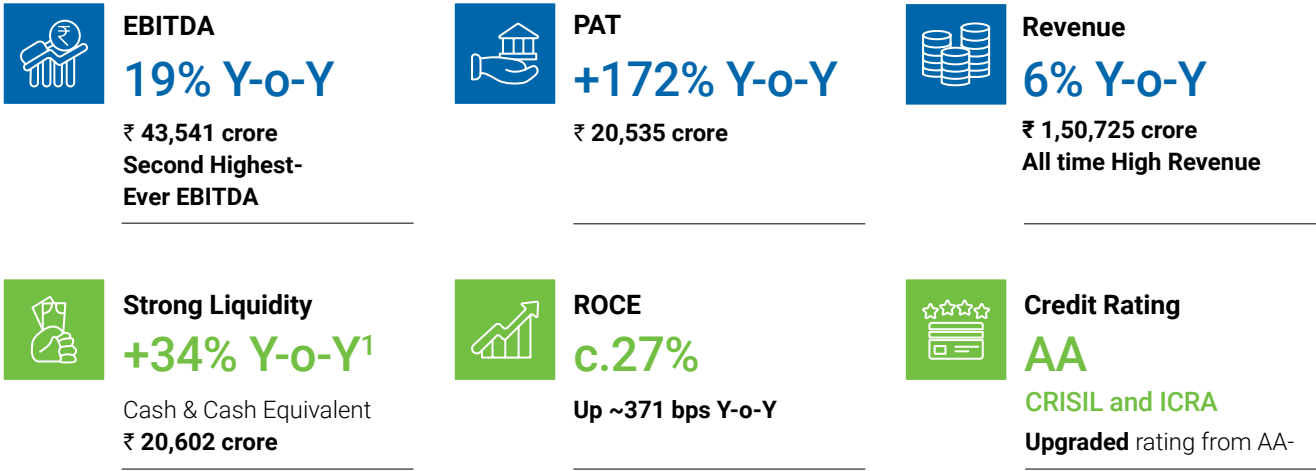 EBITDA
19% Y-o-Y
₹ 43,541 crore
Second Highest-
Ever EBITDA
PAT
+172% Y-o-Y
₹ 20,535 crore
Revenue
6% Y-o-Y
₹ 1,50,725 crore
All time High Revenue
Strong Liquidity
+34% Y-o-Y¹
Cash & Cash Equivalent
₹ 20,602 crore
ROCE
c.27%
Up ~371 bps Y-o-Y
Credit Rating
AA
CRISIL and ICRA
Upgraded rating from AA-